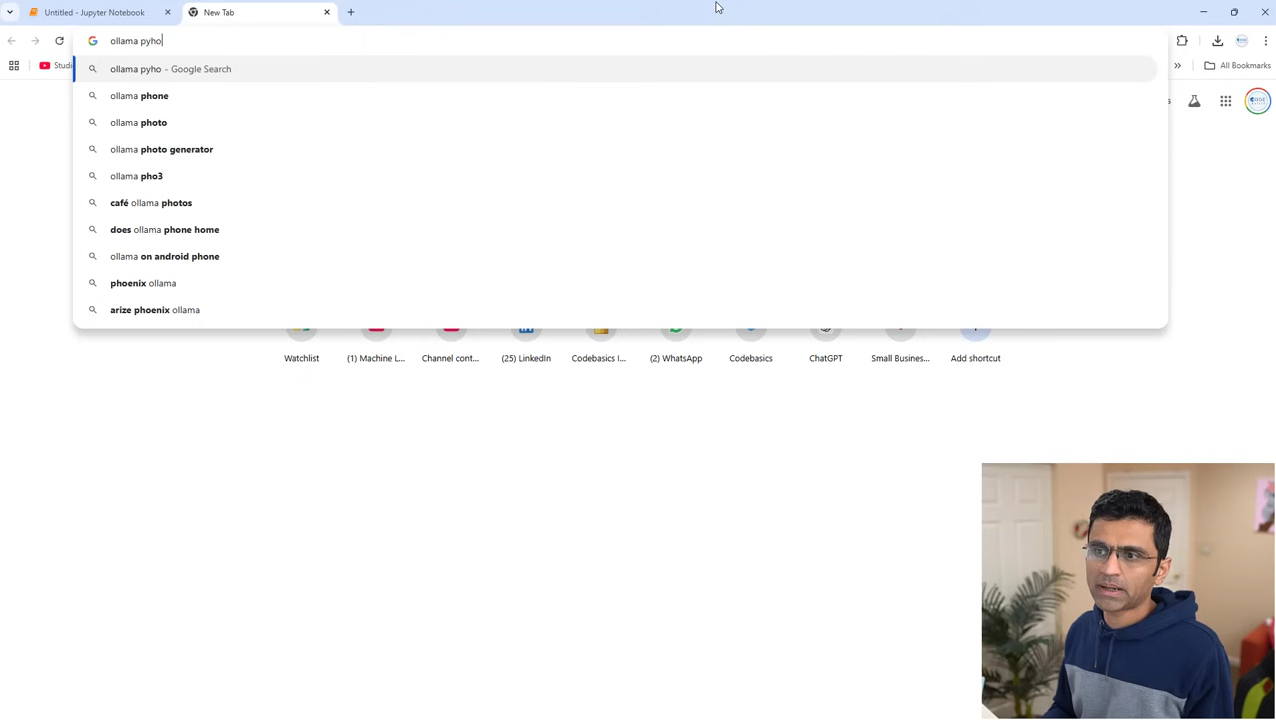 Untitled - Jupyter Notebook
New Tab
ollama pyho
Studi
All Bookmarks
ollama pyho - Google Search
ollama phone
ollama photo
ollama photo generator
ollama pho3
café ollama photos
does ollama phone home
ollama on android phone
phoenix ollama
arize phoenix ollama
Watchlist
(1) Machine L...
Channel cont...
(25) LinkedIn
Codebasics I...
(2) WhatsApp
Codebasics
ChatGPT
Small Busines...
Add shortcut